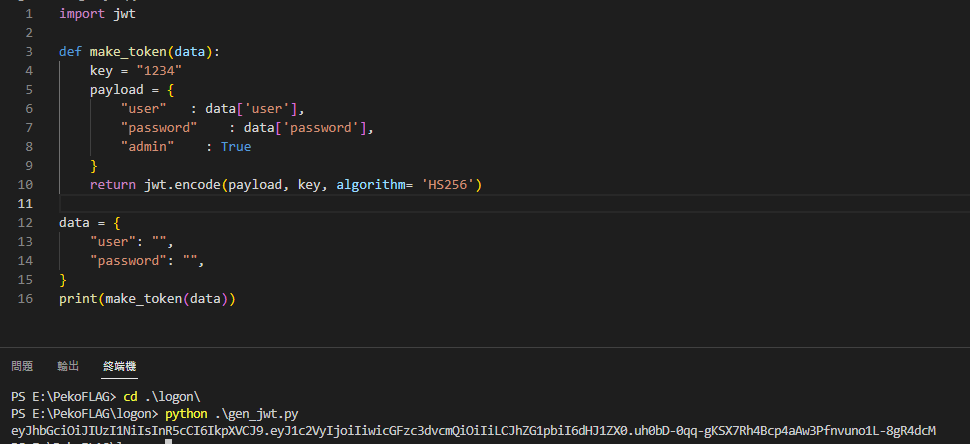 1 import jwt
2
3 def make_token(data):
4 key = "1234"
5 payload = {
6 "user" : data['user'],
7 "password" : data['password'],
8 "admin" : True
9 }
10 return jwt.encode(payload, key, algorithm= 'HS256')
11
12 data = {
13 "user": "",
14 "password": "",
15 }
16 print(make_token(data))
問題 輸出 終端機
PS E:\PekoFLAG> cd .\logon\
PS E:\PekoFLAG\logon> python .\gen_jwt.py
eyJhbGciOiJIUzI1NiIsInR5cCI6IkpXVCJ9.eyJ1c2VyIjoiIiwicGFzc3dvcmQiOiIiLCJhZG1pbiI6dHJ1ZX0.uh0bD-0qq-gKSX7Rh4Bcp4aAw3Pfnvuno1L-8gR4dcM